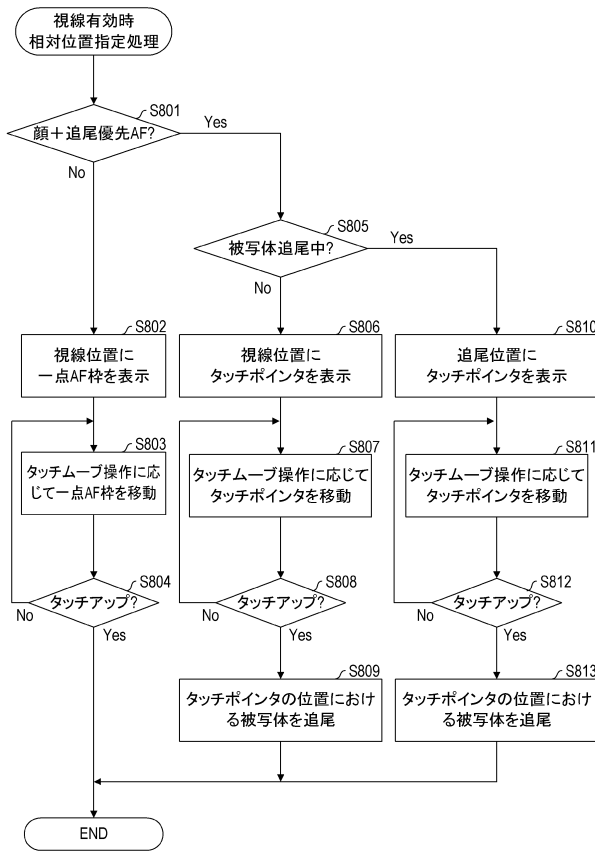 視線有効時
相対位置指定処理
S801
顔＋追尾優先AF?
Yes
No
S805
被写体追尾中?
Yes
No
S802
視線位置に
一点AF枠を表示
S806
視線位置に
タッチポインタを表示
S810
追尾位置に
タッチポインタを表示
S803
タッチムーブ操作に応
じて一点AF枠を移動
S807
タッチムーブ操作に応じて
タッチポインタを移動
S811
タッチムーブ操作に応じて
タッチポインタを移動
S804
タッチアップ?
No
Yes
S808
タッチアップ?
No
Yes
S812
タッチアップ?
No
Yes
S809
タッチポインタの位置におけ
る被写体を追尾
S813
タッチポインタの位置におけ
る被写体を追尾
END